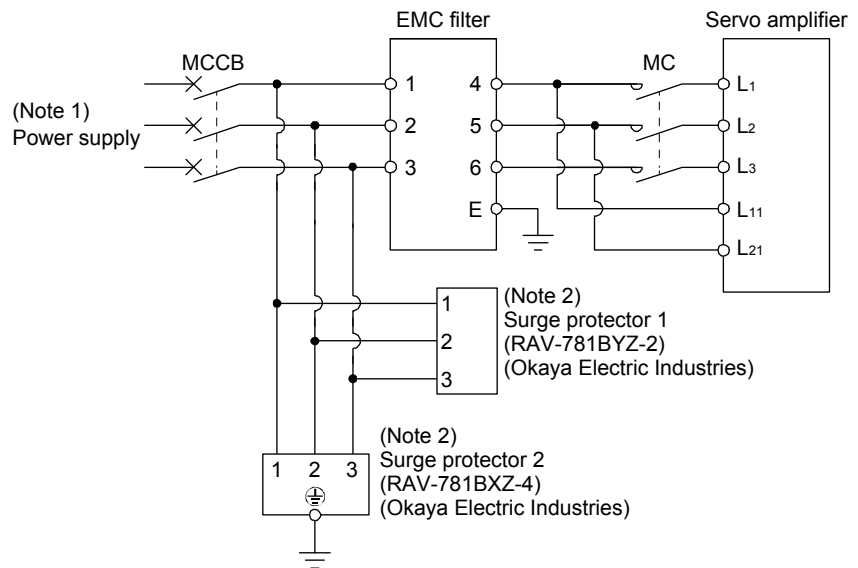 EMC filter
Servo amplifier
MCCB
MC
1
4
L1
(Note 1)
Power supply
2
5
L2
3
6
L3
E
L11
L21
1
2
3
(Note 2)
Surge protector 1
(RAV-781BYZ-2)
(Okaya Electric Industries)
1 2 3
(Note 2)
Surge protector 2
(RAV-781BXZ-4)
(Okaya Electric Industries)